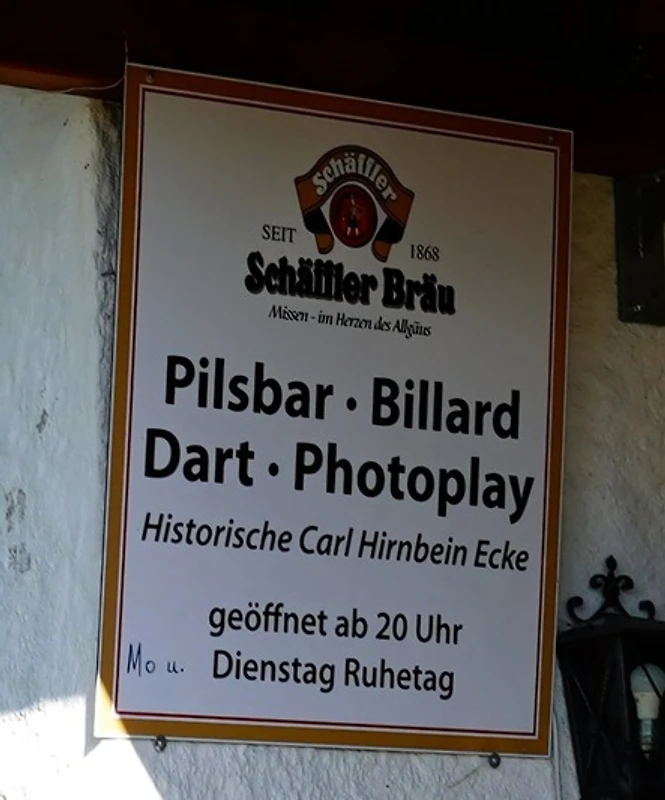 Schäffler
SEIT 1868
Schäffler Bräu
Missen - im Herzen des Allgäus
Pilsbar · Billard
Dart · Photoplay
Historische Carl Hirnbein Ecke
geöffnet ab 20 Uhr
Mo u. Dienstag Ruhetag